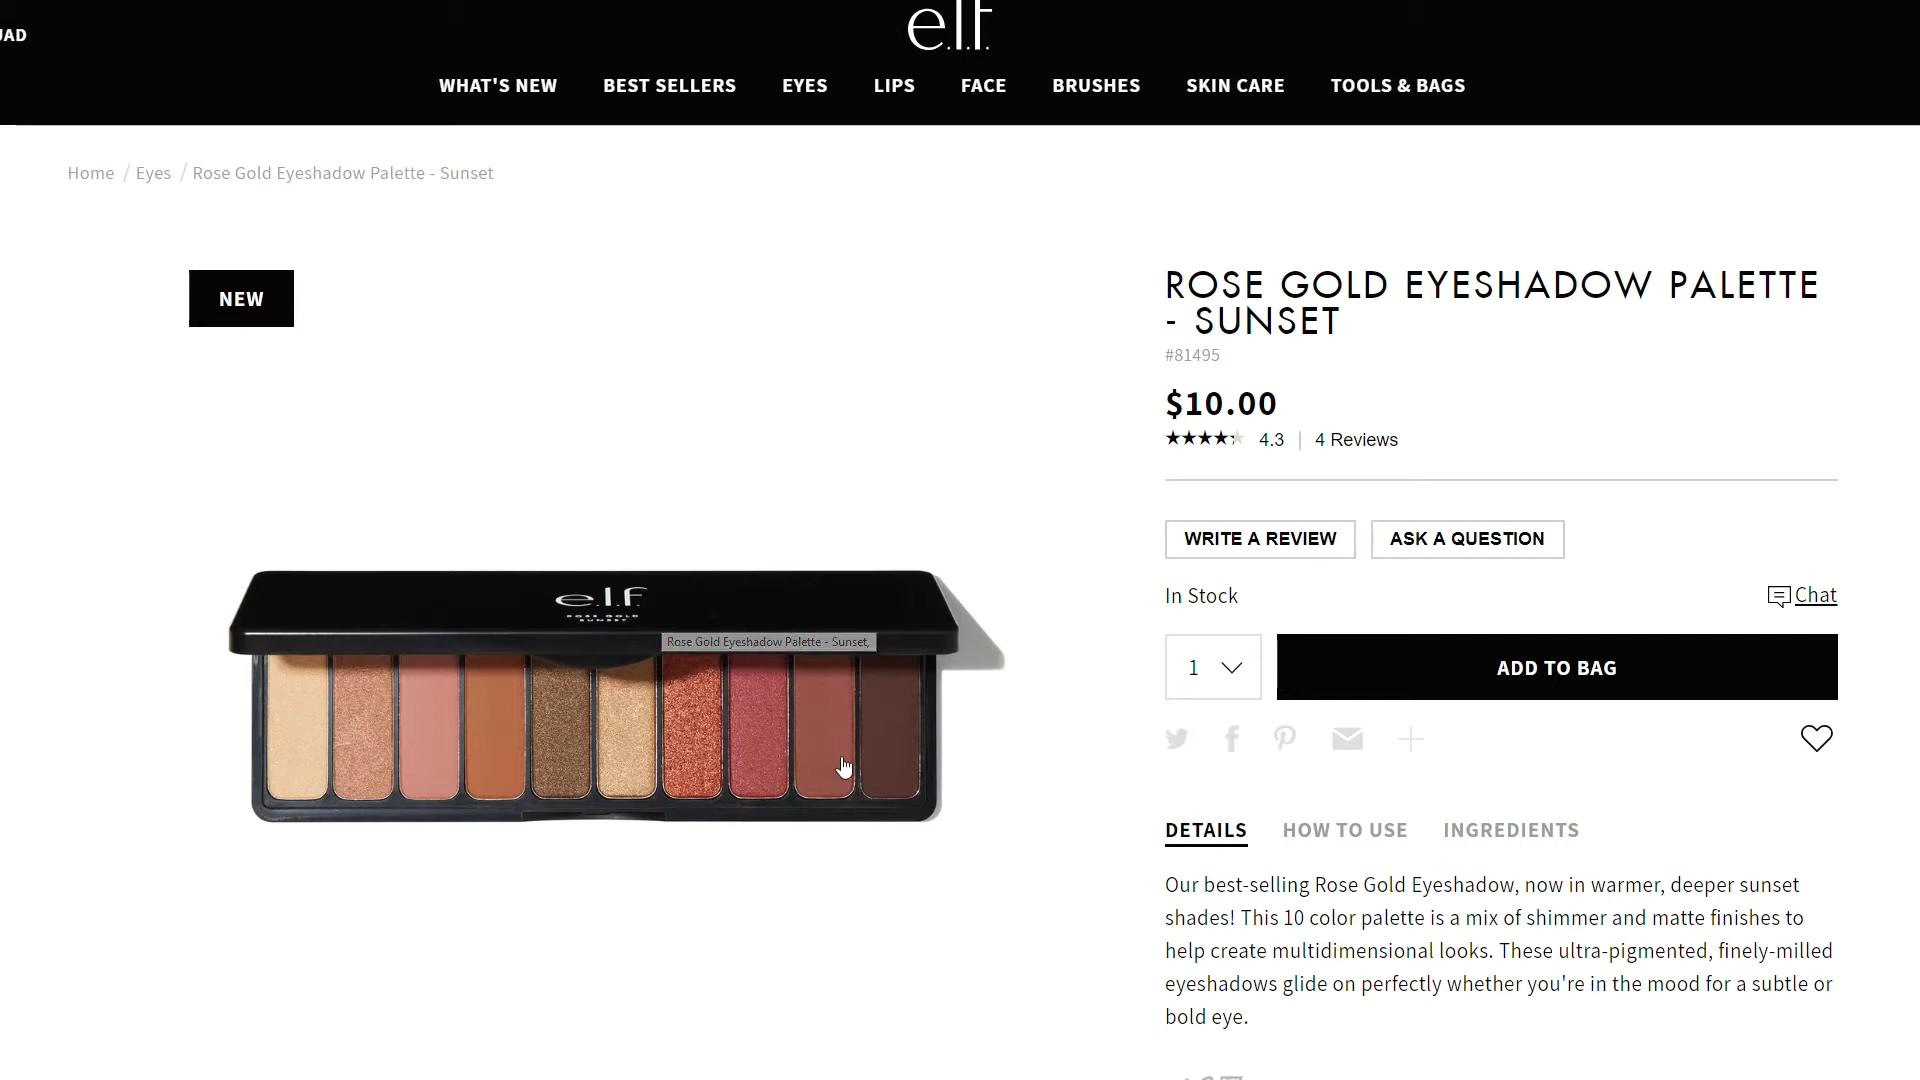 e.l.f.
WHAT'S NEW BEST SELLERS EYES LIPS FACE BRUSHES SKIN CARE TOOLS & BAGS
Home / Eyes / Rose Gold Eyeshadow Palette - Sunset
NEW
e.l.f.
ROSE GOLD
SUNSET
Rose Gold Eyeshadow Palette - Sunset,
ROSE GOLD EYESHADOW PALETTE
- SUNSET
#81495
$10.00
4.3 | 4 Reviews
WRITE A REVIEW ASK A QUESTION
In Stock Chat
1 ADD TO BAG
DETAILS HOW TO USE INGREDIENTS
Our best-selling Rose Gold Eyeshadow, now in warmer, deeper sunset
shades! This 10 color palette is a mix of shimmer and matte finishes to
help create multidimensional looks. These ultra-pigmented, finely-milled
eyeshadows glide on perfectly whether you're in the mood for a subtle or
bold eye.